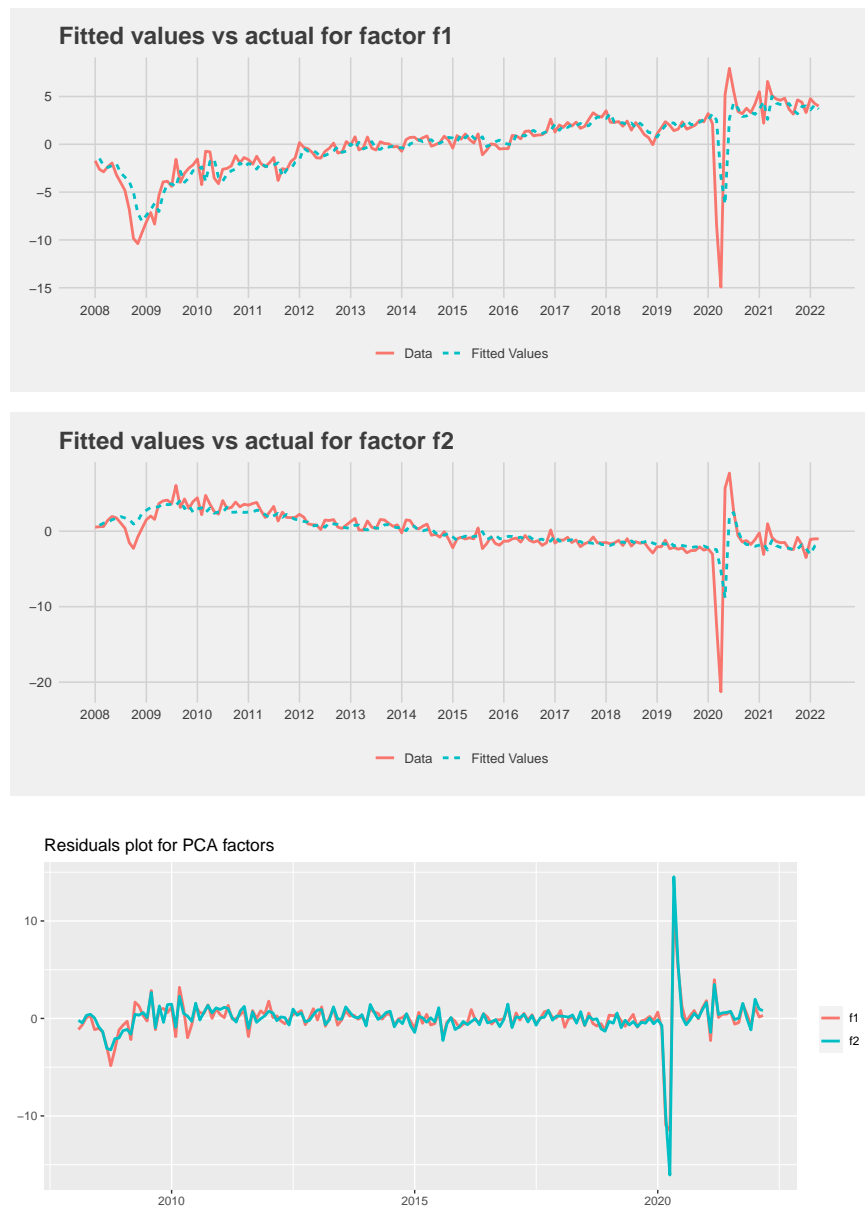 Fitted values vs actual for factor f1
5
0
−5
−10
−15
2008 2009 2010 2011 2012 2013 2014 2015 2016 2017 2018 2019 2020 2021 2022
Data Fitted Values
Fitted values vs actual for factor f2
0
−10
−20
2008 2009 2010 2011 2012 2013 2014 2015 2016 2017 2018 2019 2020 2021 2022
Data Fitted Values
Residuals plot for PCA factors
10
0
−10
2010 2015 2020
f1
f2